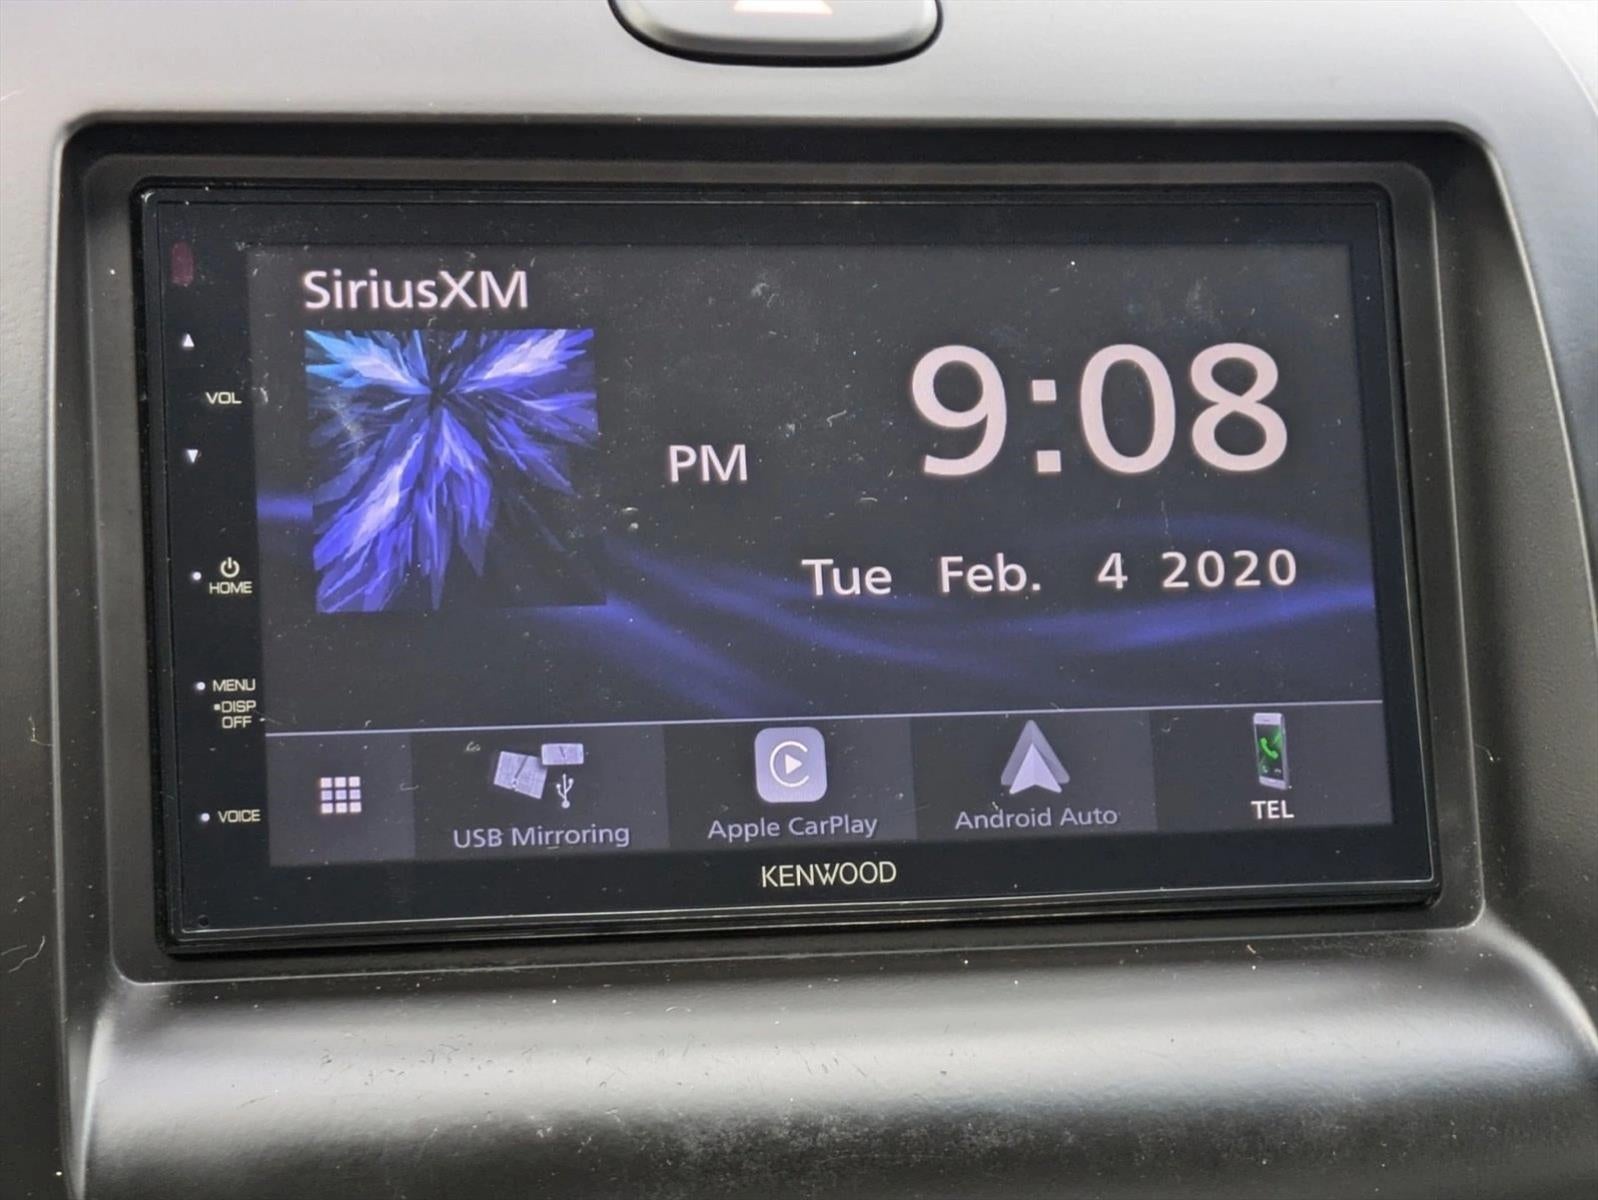 SiriusXM
VOL
PM
9:08
HOME
Tue Feb. 4 2020
MENU
•DISP
OFF
VOICE
USB Mirroring
Apple CarPlay
Android Auto
TEL
KENWOOD